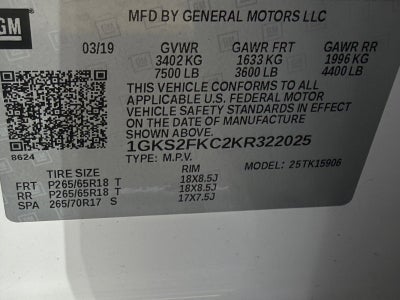 GM
MFD BY GENERAL MOTORS LLC
03/19 GVWR GAWR FRT GAWR RR
3402 KG 1633 KG 1996 KG
7500 LB 3600 LB 4400 LB
THIS VEHICLE CONFORMS TO ALL
APPLICABLE U.S. FEDERAL MOTOR
VEHICLE SAFETY STANDARDS IN EFFECT
ON THE DATE OF MANUFACTURE
SHOWN ABOVE.
1GKS2FKC2KR322025
8624 TYPE: M.P.V. MODEL: 25TK15906
TIRE SIZE RIM
FRT P265/65R18 T 18X8.5J
RR P265/65R18 T 18X8.5J
SPA 265/70R17 S 17X7.5J